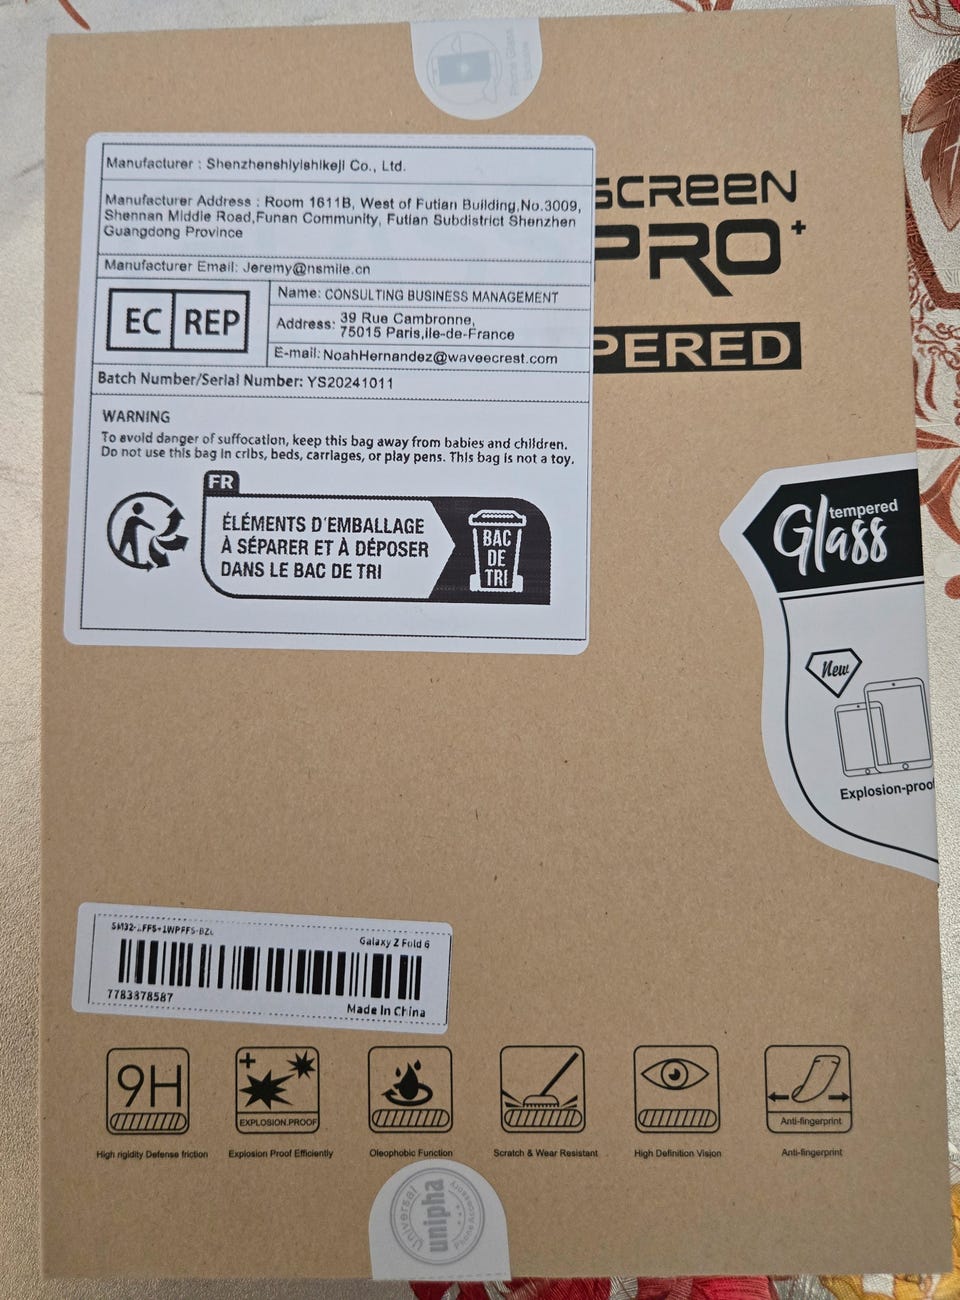 Manufacturer : Shenzhenshiyishikeji Co., Ltd.
Manufacturer Address : Room 1611B, West of Futian Building,No.3009,
Shennan Middle Road,Funan Community, Futian Subdistrict Shenzhen
Guangdong Province
Manufacturer Email: Jeremy@nsmile.cn
EC REP
Name: CONSULTING BUSINESS MANAGEMENT
Address: 39 Rue Cambronne,
75015 Paris,Ile-de-France
E-mail: NoahHernandez@waveecrest.com
Batch Number/Serial Number: YS20241011
WARNING
To avoid danger of suffocation, keep this bag away from babies and children.
Do not use this bag in cribs, beds, carriages, or play pens. This bag is not a toy.
FR
ÉLÉMENTS D'EMBALLAGE
À SÉPARER ET À DÉPOSER
DANS LE BAC DE TRI
BAC
DE
TRI
SCREEN
PRO+
PERED
tempered
Glass
New
Explosion-proof
Galaxy Z Fold 6
7783378587
Made In China
9H
EXPLOSION.PROOF
Anti-fingerprint
High rigidity Defense friction
Explosion Proof Efficiently
Oleophobic Function
Scratch & Wear Resistant
High Definition Vision
Anti-fingerprint
Universal
unipha
Phone Accessory